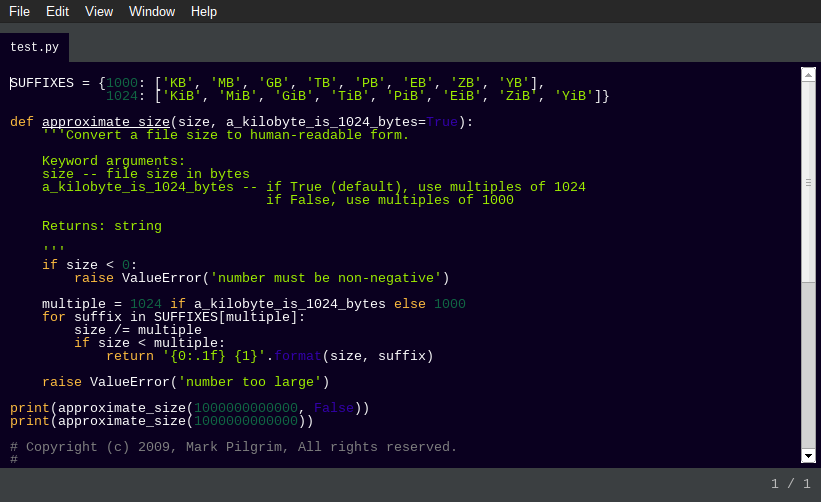 File Edit View Window Help
test.py
SUFFIXES = {1000: ['KB', 'MB', 'GB', 'TB', 'PB', 'EB', 'ZB', 'YB'],
            1024: ['KiB', 'MiB', 'GiB', 'TiB', 'PiB', 'EiB', 'ZiB', 'YiB']}
def approximate_size(size, a_kilobyte_is_1024_bytes=True):
    '''Convert a file size to human-readable form.
    Keyword arguments:
    size -- file size in bytes
    a_kilobyte_is_1024_bytes -- if True (default), use multiples of 1024
                                if False, use multiples of 1000
    Returns: string
    '''
    if size < 0:
        raise ValueError('number must be non-negative')
    multiple = 1024 if a_kilobyte_is_1024_bytes else 1000
    for suffix in SUFFIXES[multiple]:
        size /= multiple
        if size < multiple:
            return '{0:.1f} {1}'.format(size, suffix)
    raise ValueError('number too large')
print(approximate_size(1000000000000, False))
print(approximate_size(1000000000000))
# Copyright (c) 2009, Mark Pilgrim, All rights reserved.
#
1 / 1